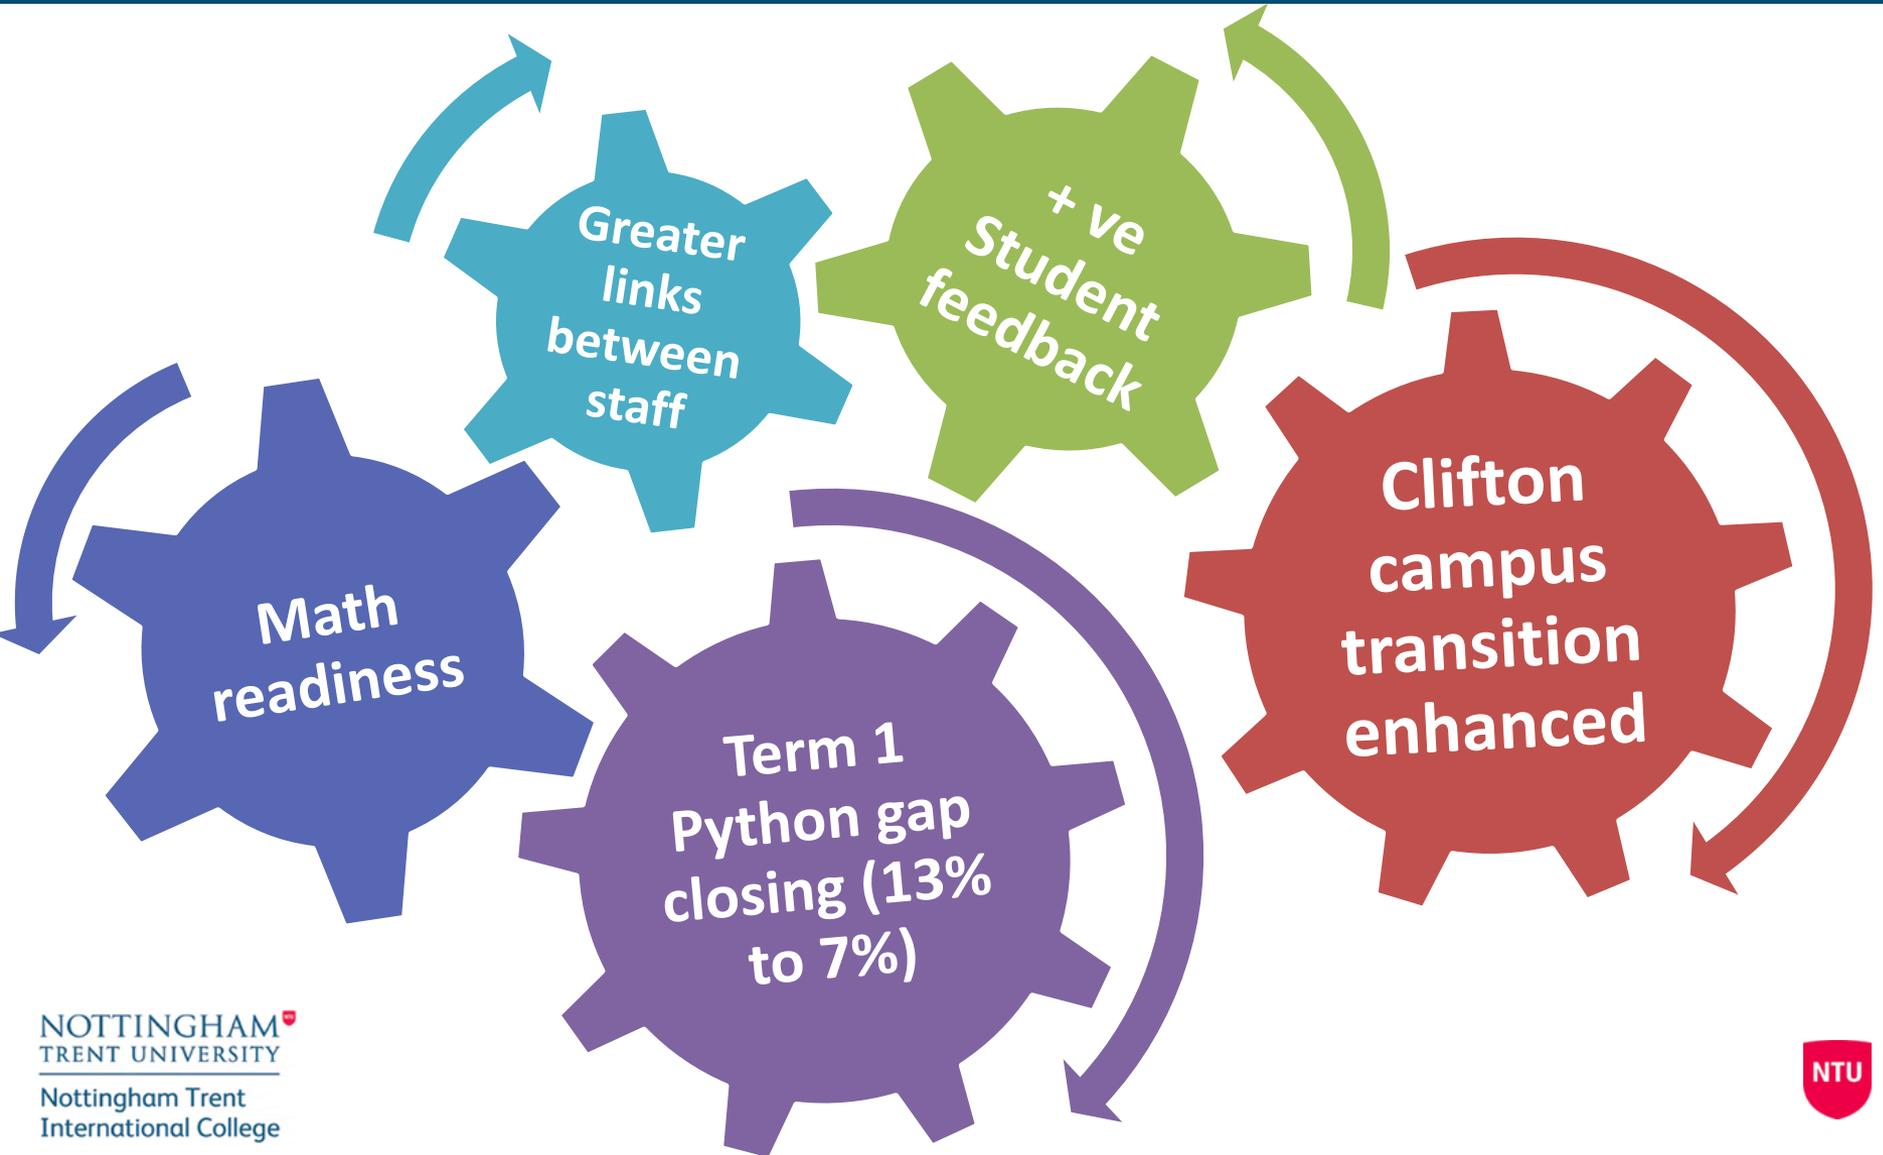 Greater
links
between
staff
+ ve
Student
feedback
Math
readiness
Term 1
Python gap
closing (13%
to 7%)
Clifton
campus
transition
enhanced
NOTTINGHAM
NTU
TRENT UNIVERSITY
Nottingham Trent
International College
NTU